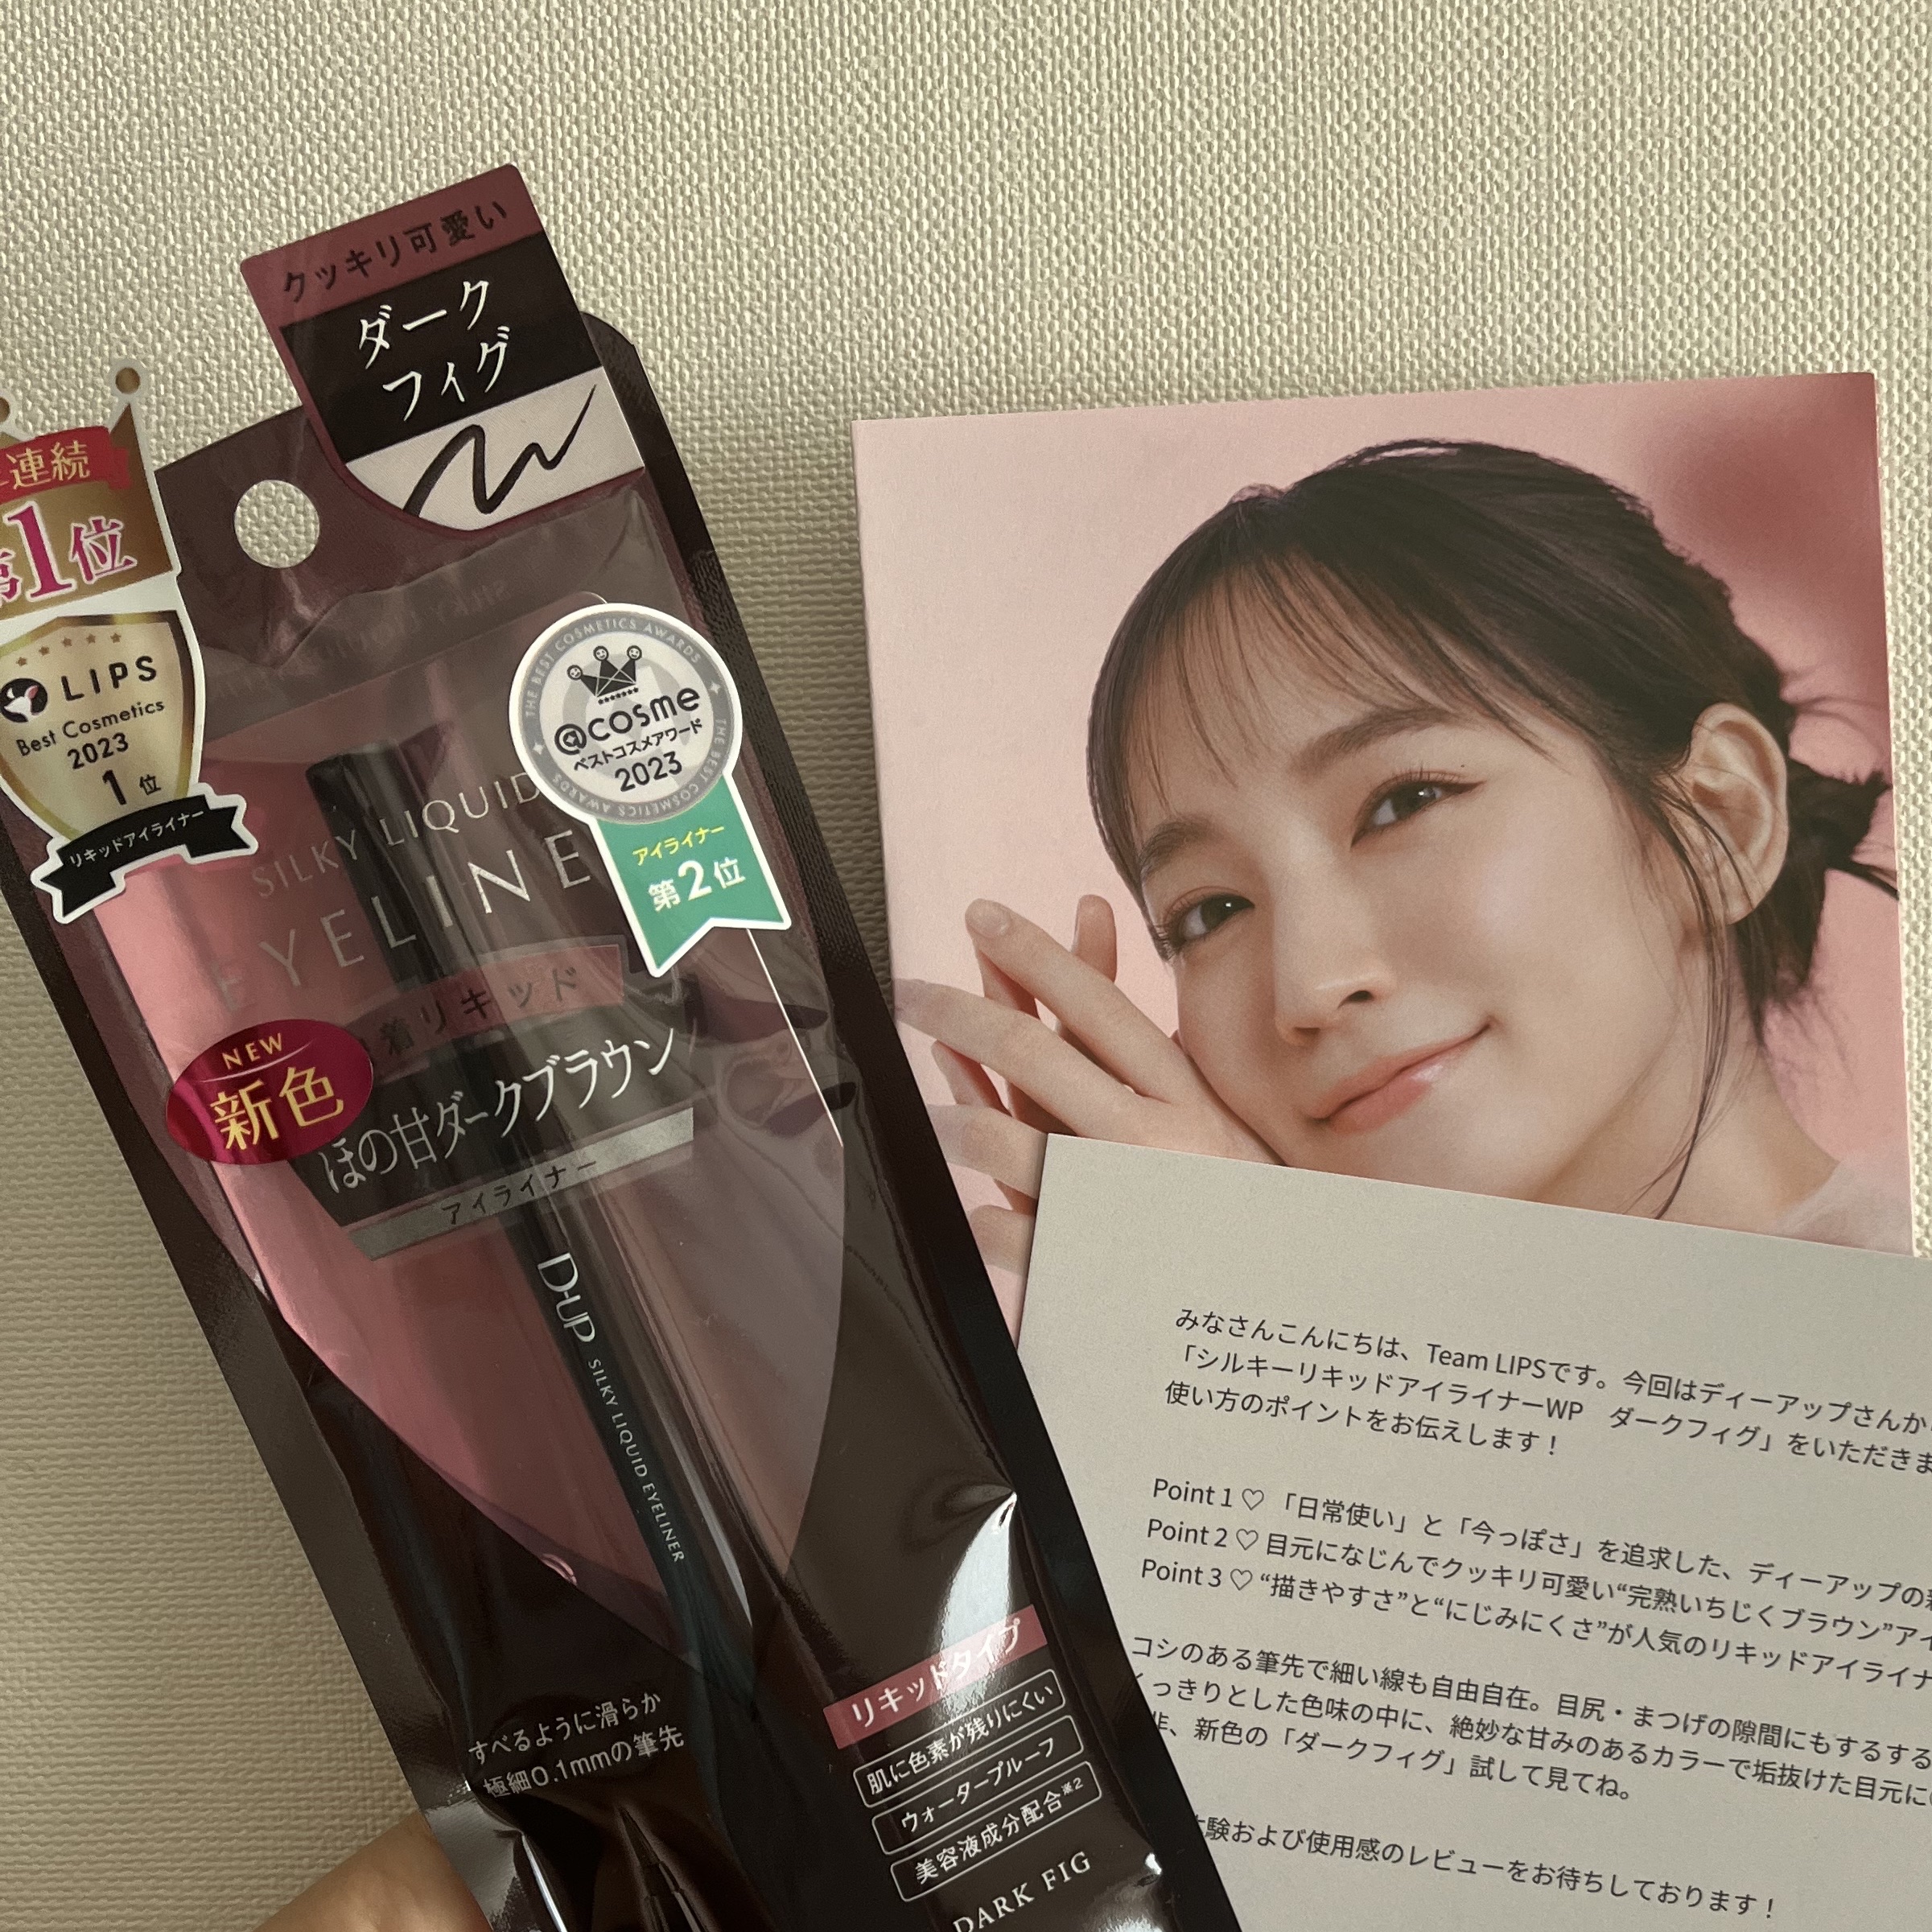 クッキリ可愛い
ダーク
フィグ
連続
第1位
LIPS
Best Cosmetics
2023
1位
リキッドアイライナー
THE BEST COSMETICS AWARDS
THE BEST COSMETICS AWARDS
@cosme
ベストコスメアワード
2023
アイライナー
第2位
SILKY LIQUID
EYELINE
着リキッド
NEW
新色
ほの甘ダークブラウン
アイライナー
D-UP SILKY LIQUID EYELINER
すべるように滑らか
極細0.1mmの筆先
リキッドタイプ
肌に色素が残りにくい
ウォータープルーフ
美容液成分配合※2
DARK FIG
みなさんこんにちは、Team LIPSです。今回はディーアップさんか
「シルキーリキッドアイライナーWP　ダークフィグ」をいただきま
使い方のポイントをお伝えします！
Point 1 ♡ 「日常使い」と「今っぽさ」を追求した、ディーアップの
Point 2 ♡ 目元になじんでクッキリ可愛い“完熟いちじくブラウン”アイ
Point 3 ♡ “描きやすさ”と“にじみにくさ”が人気のリキッドアイライナ
コシのある筆先で細い線も自由自在。目尻・まつげの隙間にもするする
っきりとした色味の中に、絶妙な甘みのあるカラーで垢抜けた目元に
非、新色の「ダークフィグ」試して見てね。
験および使用感のレビューをお待ちしております！